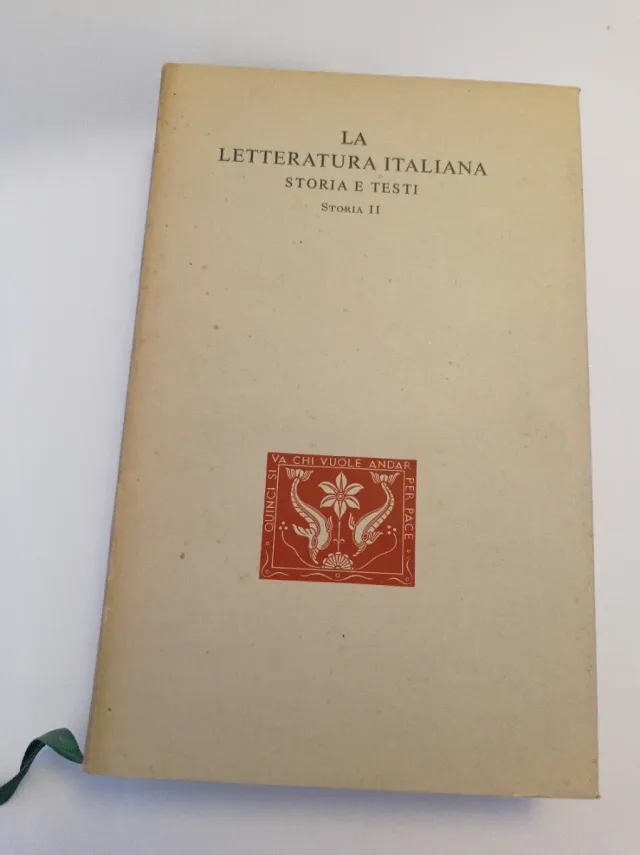 LA
LETTERATURA ITALIANA
STORIA E TESTI
STORIA II
QUINCI SI VA CHI VUOLE ANDAR PER PACE